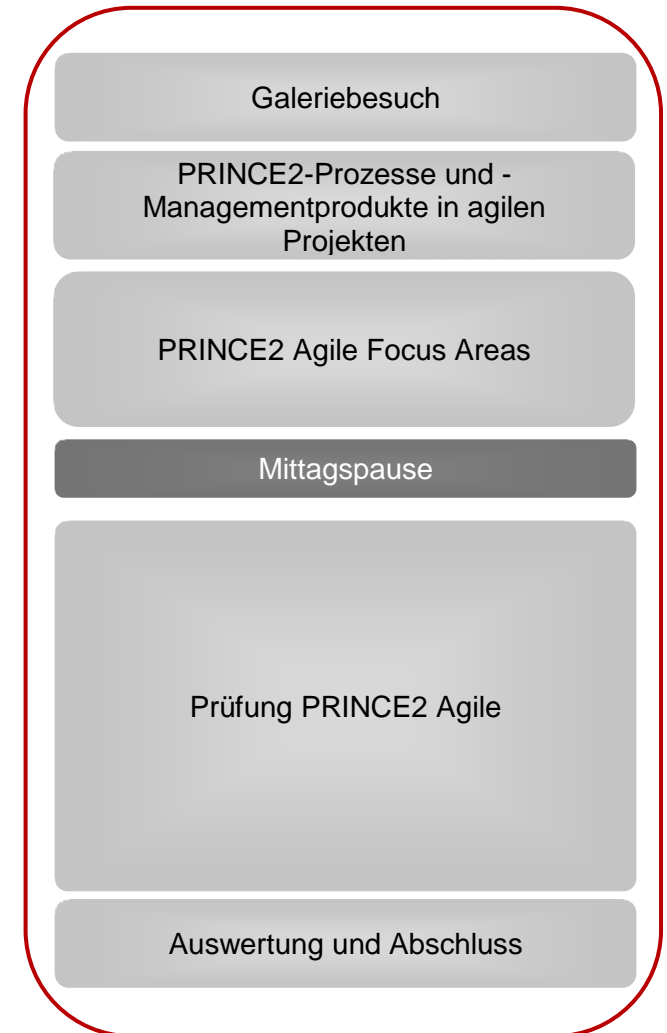 Galeriebesuch
PRINCE2-Prozesse und -
Managementprodukte in agilen
Projekten
PRINCE2 Agile Focus Areas
Mittagspause
Prüfung PRINCE2 Agile
Auswertung und Abschluss